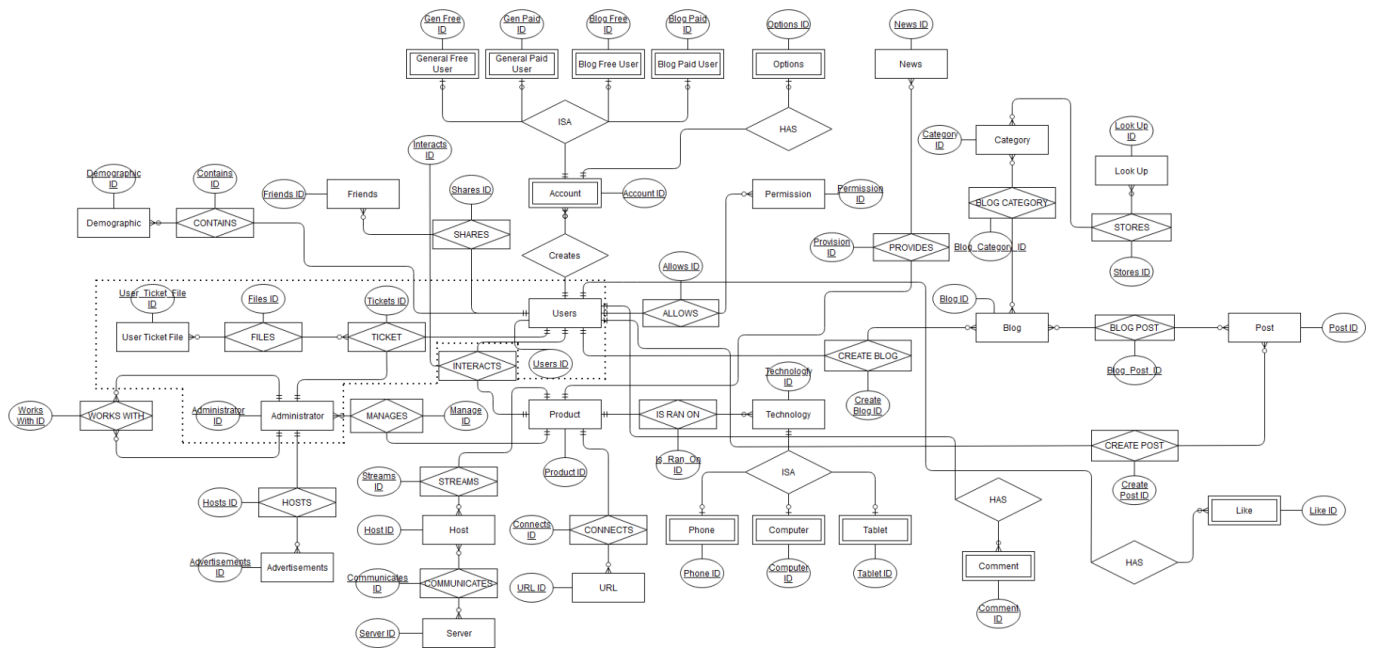 Gen Free
ID
Gen Paid
ID
Blog Free
ID
Blog Paid
ID
Options ID
News ID
General Free
User
General Paid
User
Blog Free User
Blog Paid User
Options
News
ISA
HAS
Interacts
ID
Category
ID
Category
Look Up
ID
Look Up
Demographic
ID
Contains
ID
Friends ID
Friends
Shares ID
Account
Account ID
Permission
Permission
ID
BLOG CATEGORY
Demographic
CONTAINS
SHARES
Creates
Provision
ID
PROVIDES
Blog_Category_ID
STORES
Stores ID
Allows ID
User_Ticket_File
ID
Files ID
Tickets ID
Users
ALLOWS
Blog ID
Blog
BLOG POST
Post
Post ID
User Ticket File
FILES
TICKET
INTERACTS
Users ID
CREATE BLOG
Blog_Post_ID
Technology
ID
Create
Blog ID
Works
With ID
WORKS WITH
Administrator
ID
Administrator
MANAGES
Manage
ID
Product
IS RAN ON
Technology
CREATE POST
Product ID
Is_Ran_On
ID
Streams
ID
STREAMS
ISA
Create
Post ID
Hosts ID
HOSTS
HAS
Like
Like ID
Host ID
Host
Connects
ID
CONNECTS
Phone
Computer
Tablet
Advertisements
ID
Advertisements
Communicates
ID
COMMUNICATES
URL ID
URL
Phone ID
Computer
ID
Tablet ID
Comment
HAS
Comment
ID
Server ID
Server